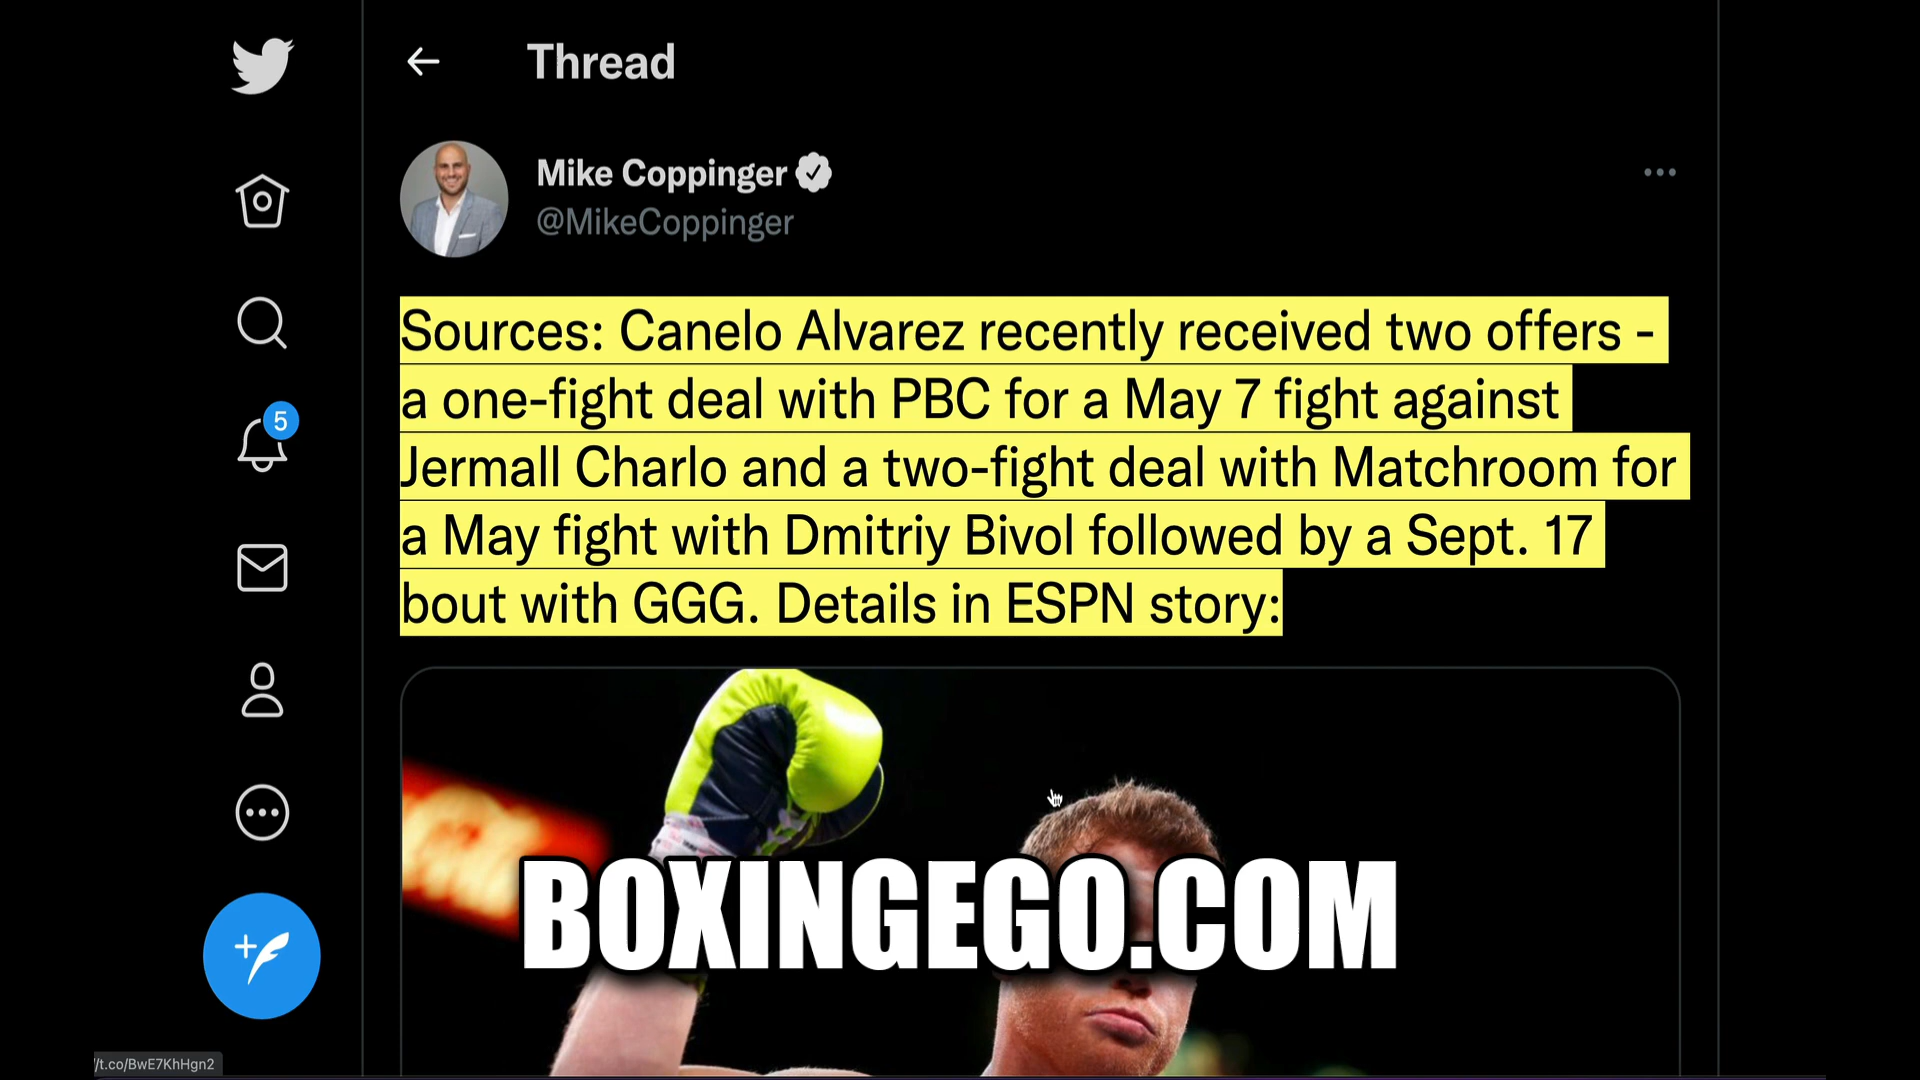 Thread
Mike Coppinger
@MikeCoppinger
Sources: Canelo Alvarez recently received two offers -
a one-fight deal with PBC for a May 7 fight against
Jermall Charlo and a two-fight deal with Matchroom for
a May fight with Dmitriy Bivol followed by a Sept. 17
bout with GGG. Details in ESPN story:
5
BOXINGEGO.COM
/t.co/BwE7KhHgn2